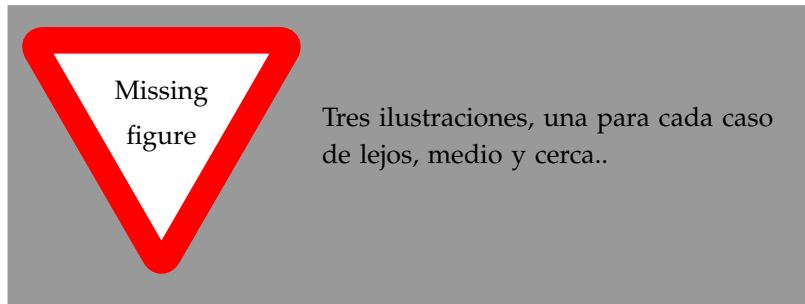 Missing
figure
Tres ilustraciones, una para cada caso
de lejos, medio y cerca..